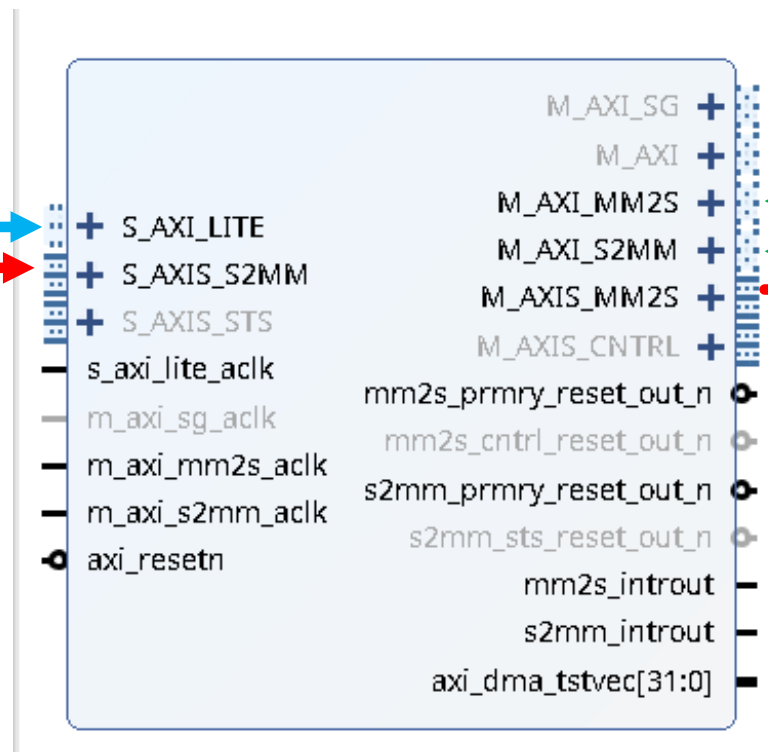 M_AXI_SG
M_AXI
M_AXI_MM2S
M_AXI_S2MM
M_AXIS_MM2S
M_AXIS_CNTRL
S_AXI_LITE
S_AXIS_S2MM
S_AXIS_STS
s_axi_lite_aclk
m_axi_sg_aclk
m_axi_mm2s_aclk
m_axi_s2mm_aclk
axi_resetn
mm2s_prmry_reset_out_n
mm2s_cntrl_reset_out_n
s2mm_prmry_reset_out_n
s2mm_sts_reset_out_n
mm2s_introut
s2mm_introut
axi_dma_tstvec[31:0]